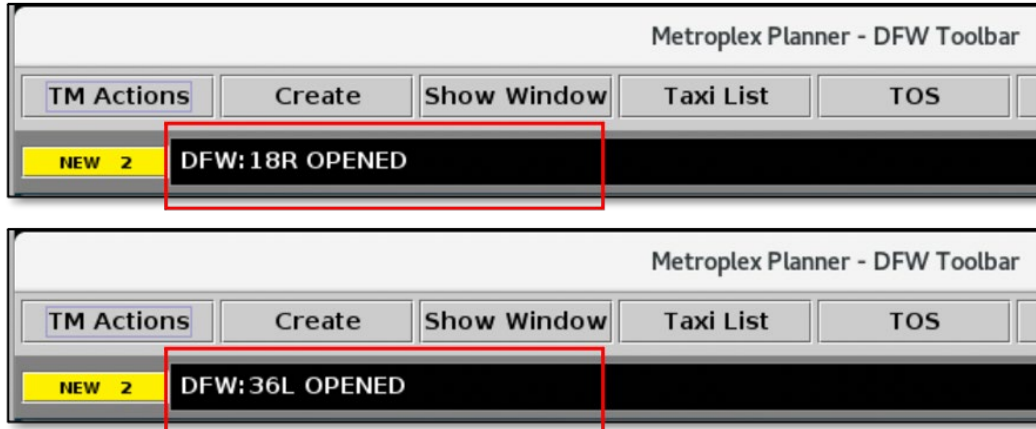 Metroplex Planner - DFW Toolbar
TM Actions Create Show Window Taxi List TOS
NEW 2 DFW:18R OPENED
Metroplex Planner - DFW Toolbar
TM Actions Create Show Window Taxi List TOS
NEW 2 DFW:36L OPENED